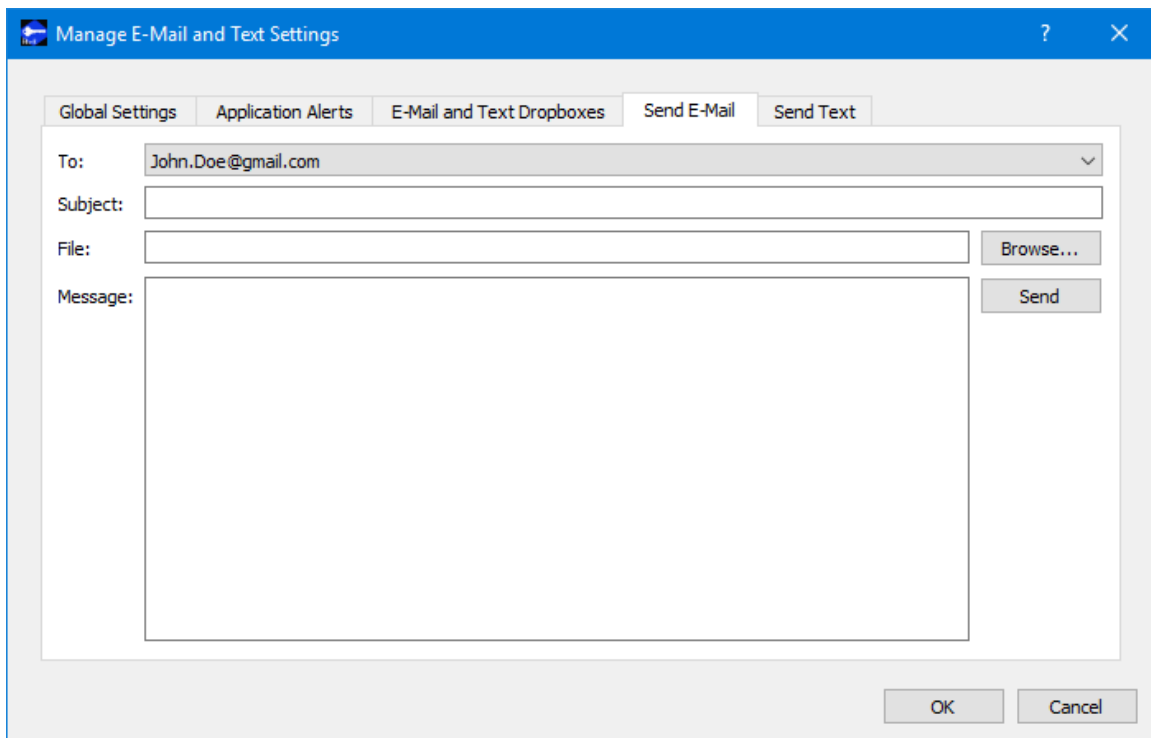 Manage E-Mail and Text Settings ?
Global Settings Application Alerts E-Mail and Text Dropboxes Send E-Mail Send Text
To: John.Doe@gmail.com
Subject:
File: Browse...
Message: Send
OK Cancel